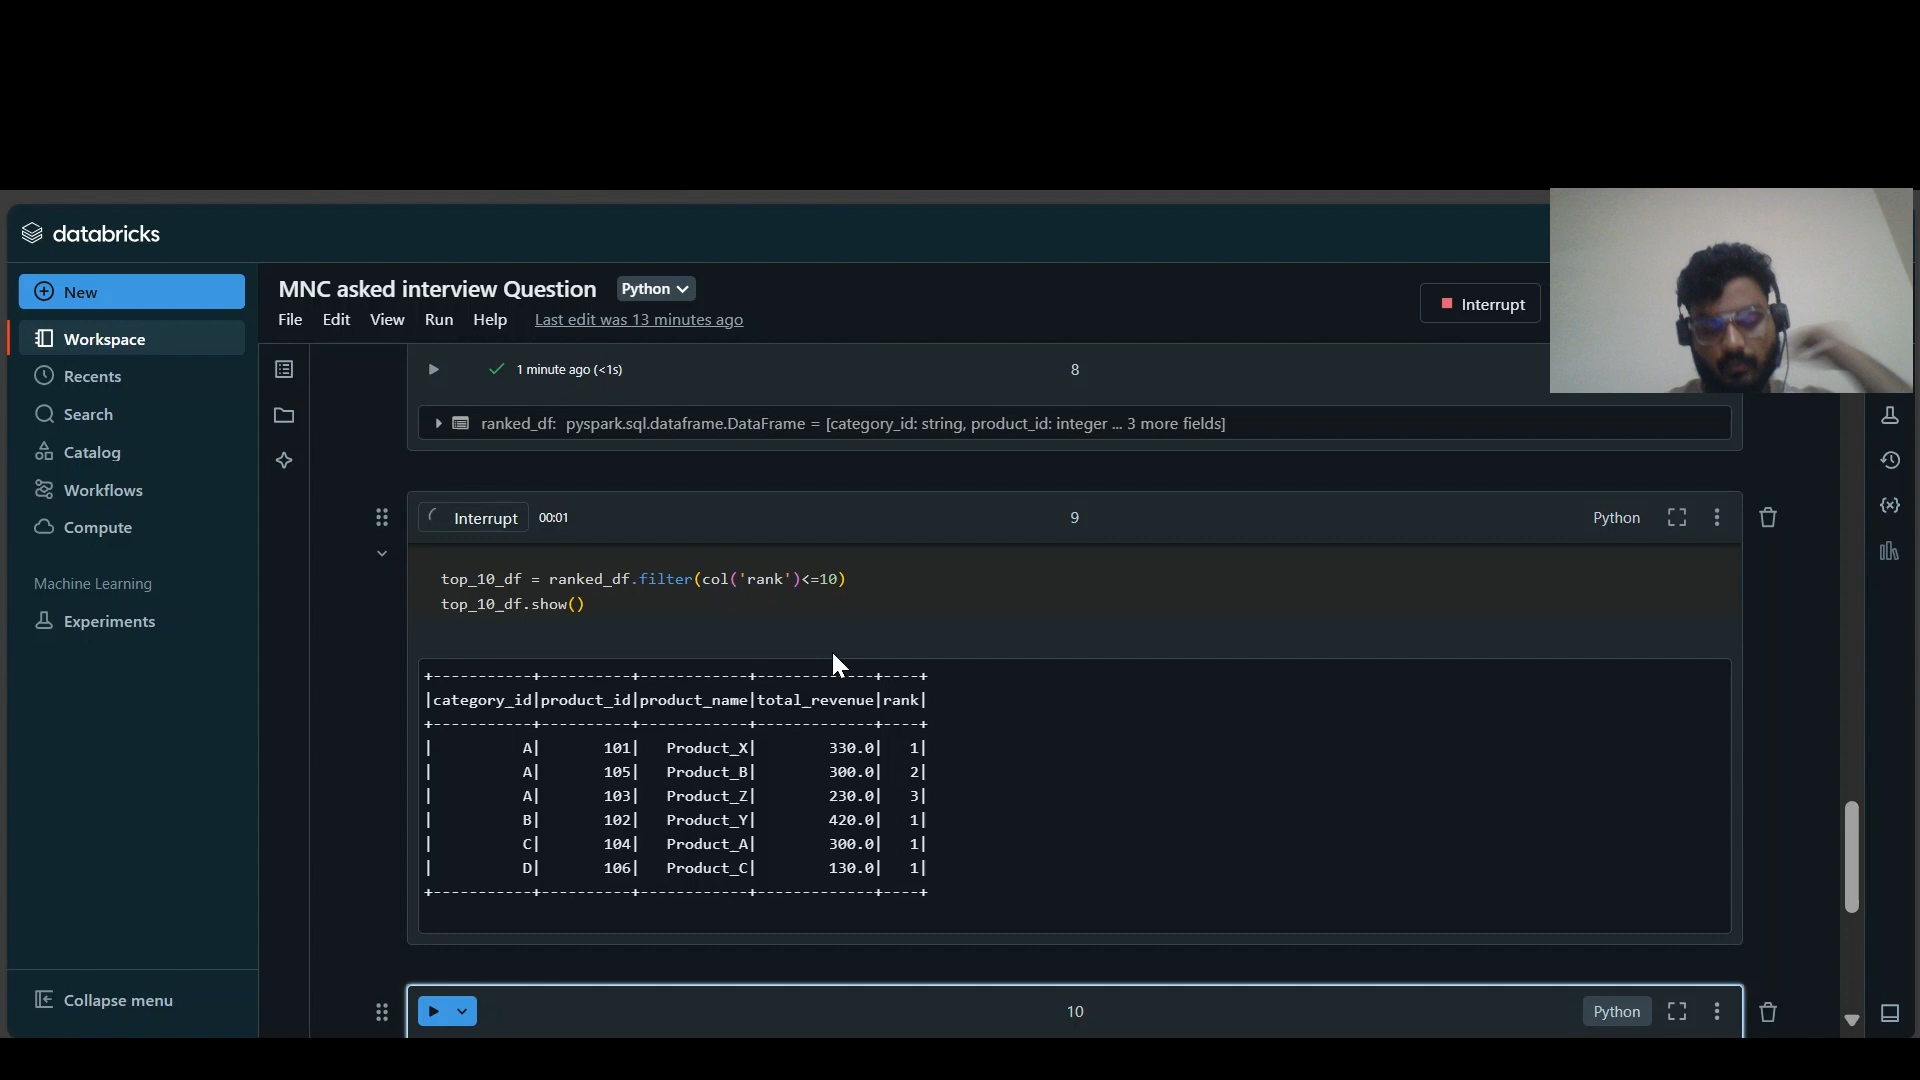 databricks
New
MNC asked interview Question Python
Interrupt
File Edit View Run Help Last edit was 13 minutes ago
Workspace
Recents
Search
Catalog
Workflows
Compute
Machine Learning
Experiments
Collapse menu
1 minute ago (<1s) 8
ranked_df: pyspark.sql.dataframe.DataFrame = [category_id: string, product_id: integer ... 3 more fields]
Interrupt 00:01 9 Python
top_10_df = ranked_df.filter(col('rank')<=10)
top_10_df.show()
+-----------+----------+------------+-------------+----+
|category_id|product_id|product_name|total_revenue|rank|
+-----------+----------+------------+-------------+----+
|          A|       101|   Product_X|        330.0|   1|
|          A|       105|   Product_B|        300.0|   2|
|          A|       103|   Product_Z|        230.0|   3|
|          B|       102|   Product_Y|        420.0|   1|
|          C|       104|   Product_A|        300.0|   1|
|          D|       106|   Product_C|        130.0|   1|
+-----------+----------+------------+-------------+----+
10 Python